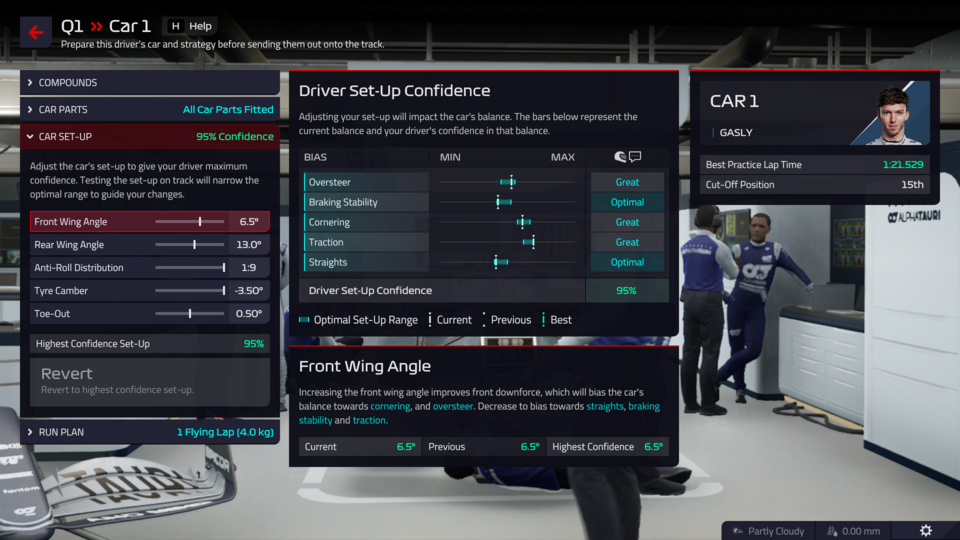 Q1 » Car 1
H Help
Prepare this driver's car and strategy before sending them out onto the track.
COMPOUNDS
CAR PARTS All Car Parts Fitted
CAR SET-UP 95% Confidence
Adjust the car's set-up to give your driver maximum
confidence. Testing the set-up on track will narrow the
optimal range to guide your changes.
Front Wing Angle 6.5°
Rear Wing Angle 13.0°
Anti-Roll Distribution 1:9
Tyre Camber -3.50°
Toe-Out 0.50°
Highest Confidence Set-Up 95%
Revert
Revert to highest confidence set-up.
RUN PLAN 1 Flying Lap (4.0 kg)
Driver Set-Up Confidence
Adjusting your set-up will impact the car's balance. The bars below represent the
current balance and your driver's confidence in that balance.
BIAS MIN MAX
Oversteer Great
Braking Stability Optimal
Cornering Great
Traction Great
Straights Optimal
Driver Set-Up Confidence 95%
Optimal Set-Up Range Current Previous Best
Front Wing Angle
Increasing the front wing angle improves front downforce, which will bias the car's
balance towards cornering, and oversteer. Decrease to bias towards straights, braking
stability and traction.
Current 6.5° Previous 6.5° Highest Confidence 6.5°
CAR 1
GASLY
Best Practice Lap Time 1:21.529
Cut-Off Position 15th
ALPHATAURI
Partly Cloudy 0.00 mm